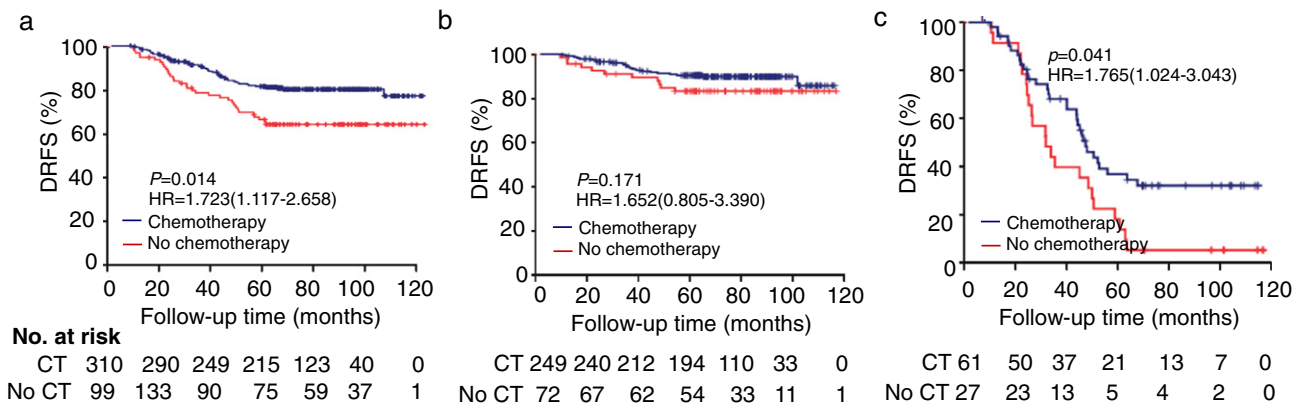 a
DRFS (%)
100
80
60
40
20
0
P=0.014
HR=1.723(1.117-2.658)
Chemotherapy
No chemotherapy
0 20 40 60 80 100 120
Follow-up time (months)
b
DRFS (%)
100
80
60
40
20
0
P=0.171
HR=1.652(0.805-3.390)
Chemotherapy
No chemotherapy
0 20 40 60 80 100 120
Follow-up time (months)
c
DRFS (%)
100
80
60
40
20
0
p=0.041
HR=1.765(1.024-3.043)
Chemotherapy
No chemotherapy
0 20 40 60 80 100 120
Follow-up time (months)
No. at risk
CT 310 290 249 215 123 40 0
No CT 99 133 90 75 59 37 1
CT 249 240 212 194 110 33 0
No CT 72 67 62 54 33 11 1
CT 61 50 37 21 13 7 0
No CT 27 23 13 5 4 2 0